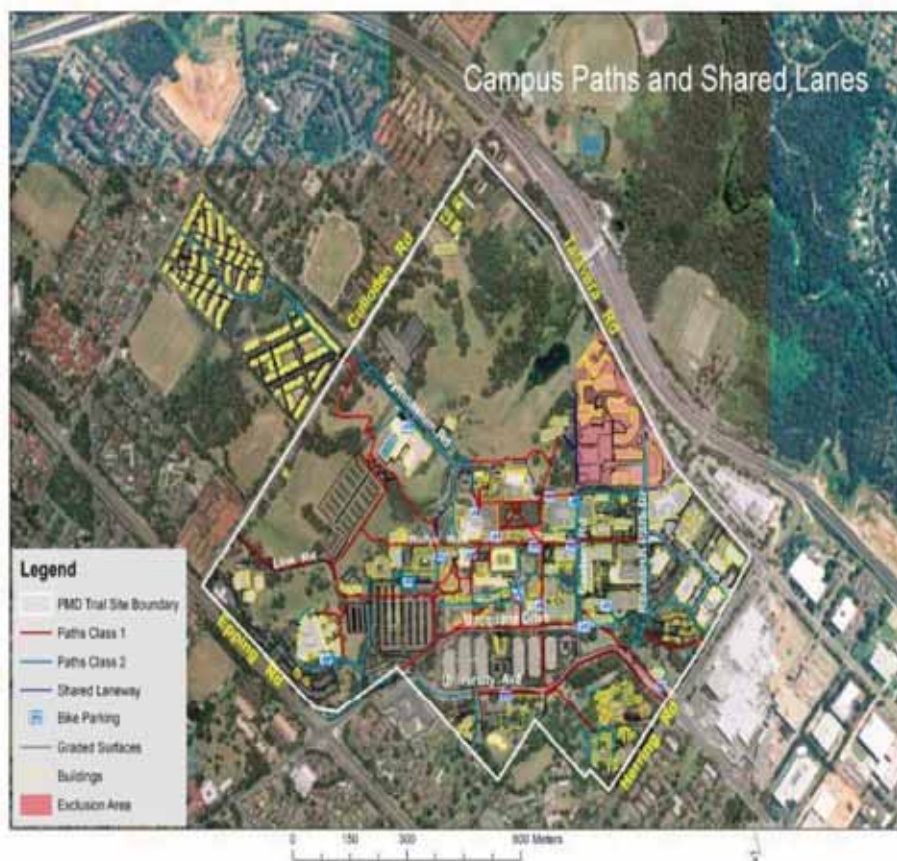 Campus Paths and Shared Lanes
Culloden Rd
Talavera Rd
Gymnasium Rd
University Ave
Epping Rd
Herring Rd
Legend
PMD Trial Site Boundary
Paths Class 1
Paths Class 2
Shared Laneway
Bike Parking
Graded Surfaces
Buildings
Exclusion Area
0 150 300 600 Meters